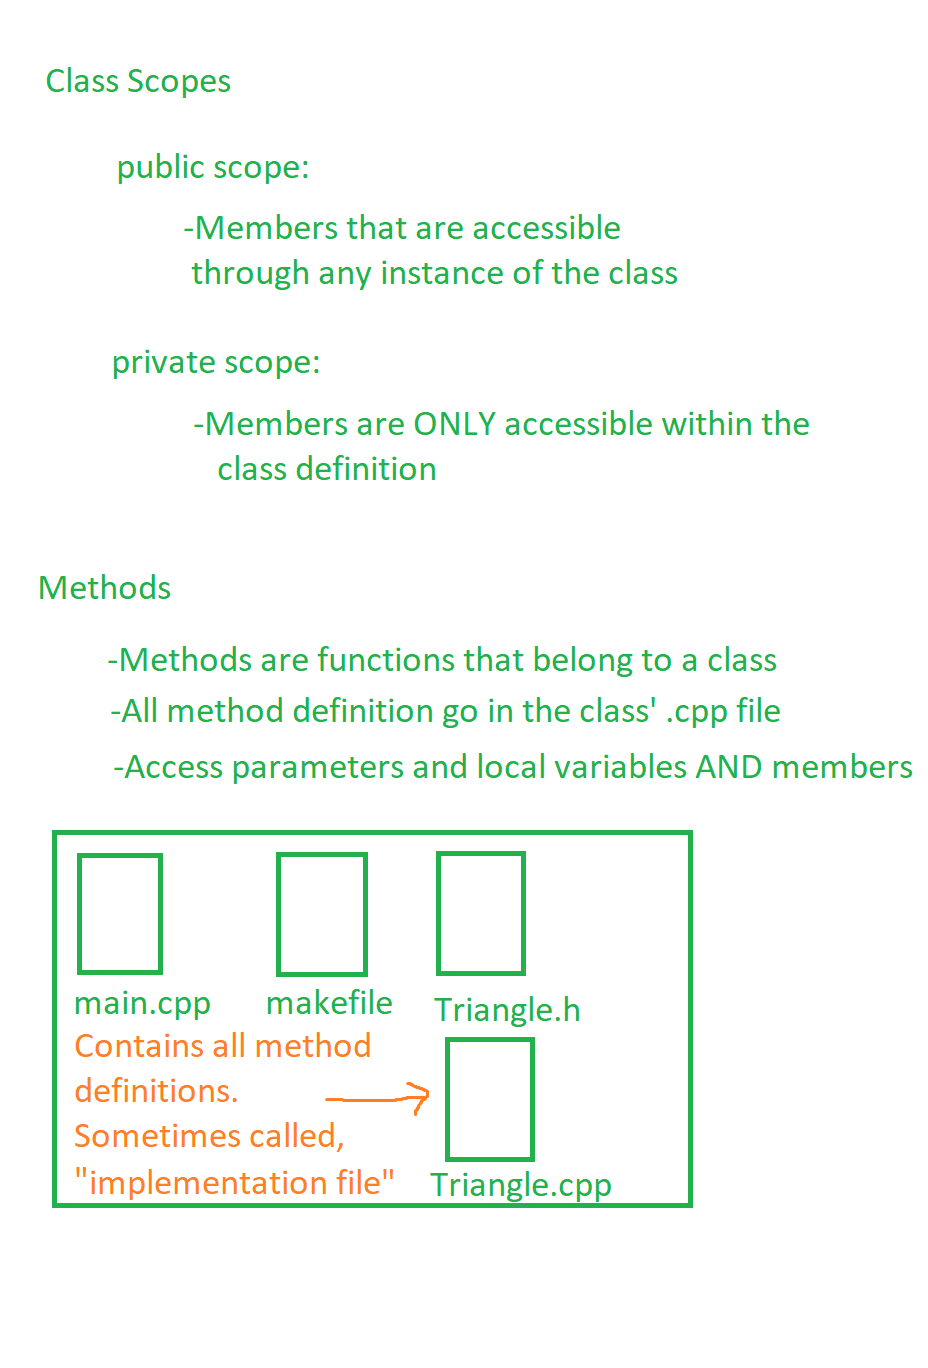 Class Scopes
public scope:
-Members that are accessible
through any instance of the class
private scope:
-Members are ONLY accessible within the
class definition
Methods
-Methods are functions that belong to a class
-All method definition go in the class' .cpp file
-Access parameters and local variables AND members
main.cpp
makefile
Triangle.h
Contains all method
definitions.
Sometimes called,
"implementation file"
Triangle.cpp